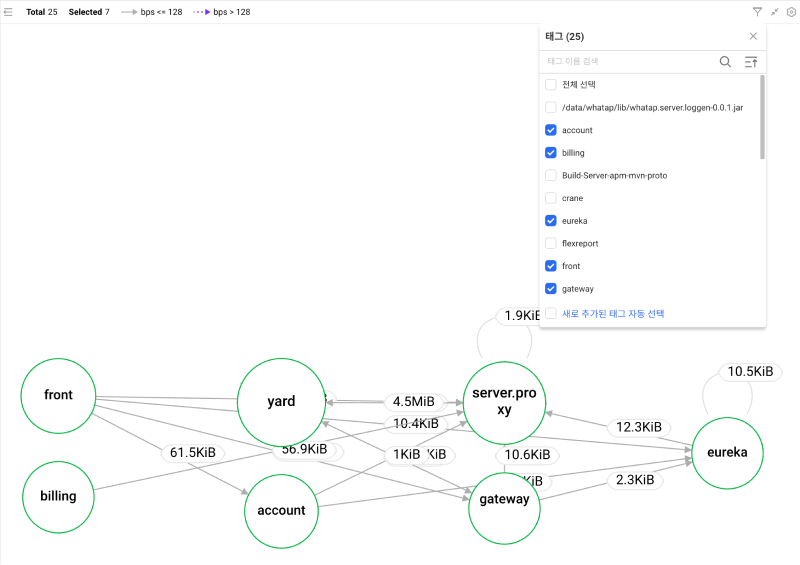 Total 25 Selected 7 bps <= 128 bps > 128
태그 (25)
태그 이름 검색
전체 선택
/data/whatap/lib/whatap.server.loggen-0.0.1.jar
account
billing
Build-Server-apm-mvn-proto
crane
eureka
flexreport
front
gateway
새로 추가된 태그 자동 선택
1.9KiB
10.5KiB
front
yard
4.5MiB
server.pro
xy
10.4KiB
12.3KiB
61.5KiB
56.9KiB
1KiB
KiB
10.6KiB
eureka
billing
account
gateway
KiB
2.3KiB